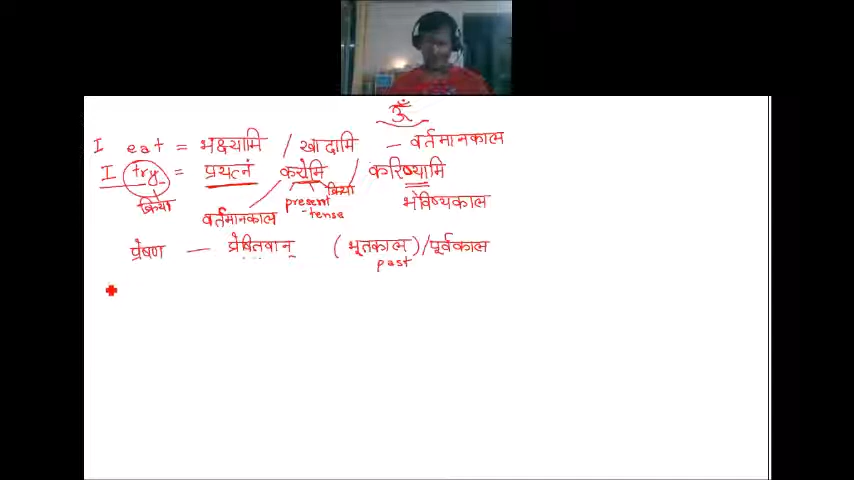 ॐ
I eat = भक्ष्यामि / खादामि – वर्तमानकाल
I try = प्रयत्नं करोमि / करिष्यामि
क्रिया वर्तमानकाल present tense क्रिया भविष्यकाल
प्रेषण — प्रेषितवान् (भूतकाल) / पूर्वकाल
past